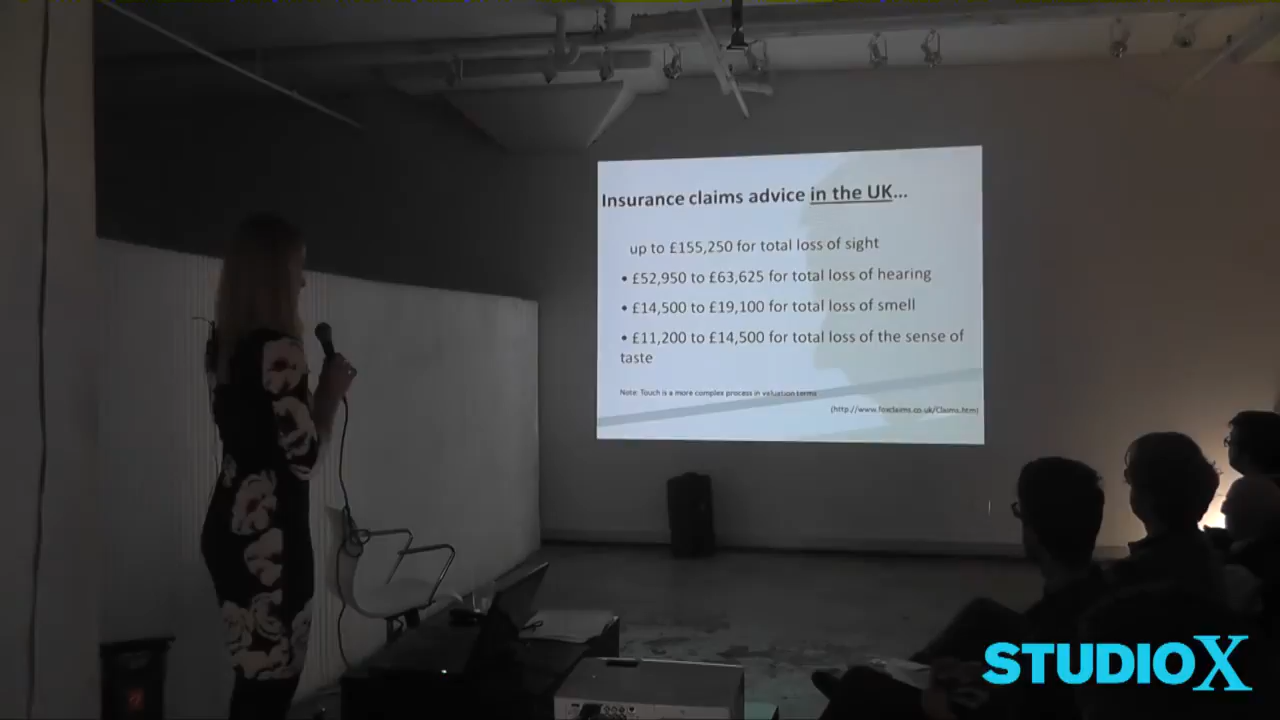 Insurance claims advice in the UK...
up to £155,250 for total loss of sight
• £52,950 to £63,625 for total loss of hearing
• £14,500 to £19,100 for total loss of smell
• £11,200 to £14,500 for total loss of the sense of
taste
Note: Touch is a more complex process in valuation terms
(http://www.foxclaims.co.uk/Claims.htm)
STUDIOX